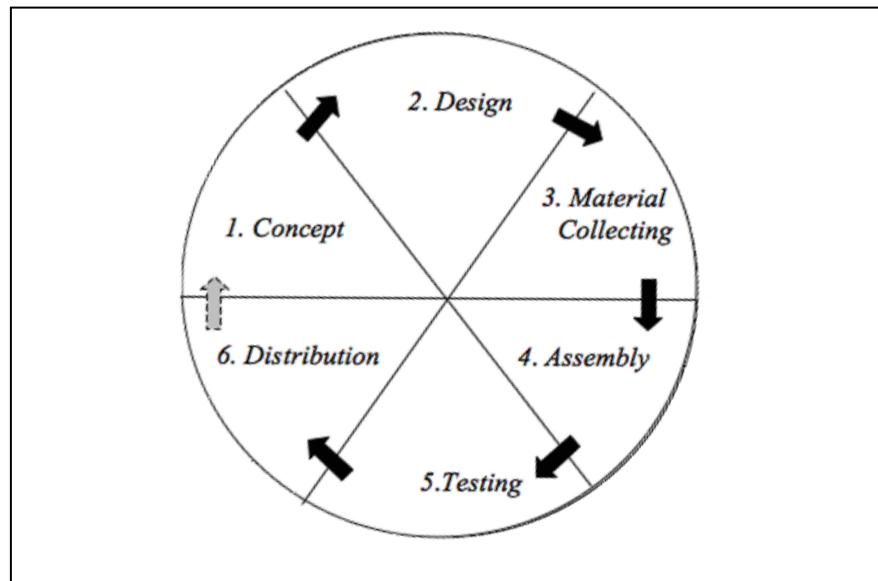 1. Concept
2. Design
3. Material
Collecting
4. Assembly
5.Testing
6. Distribution